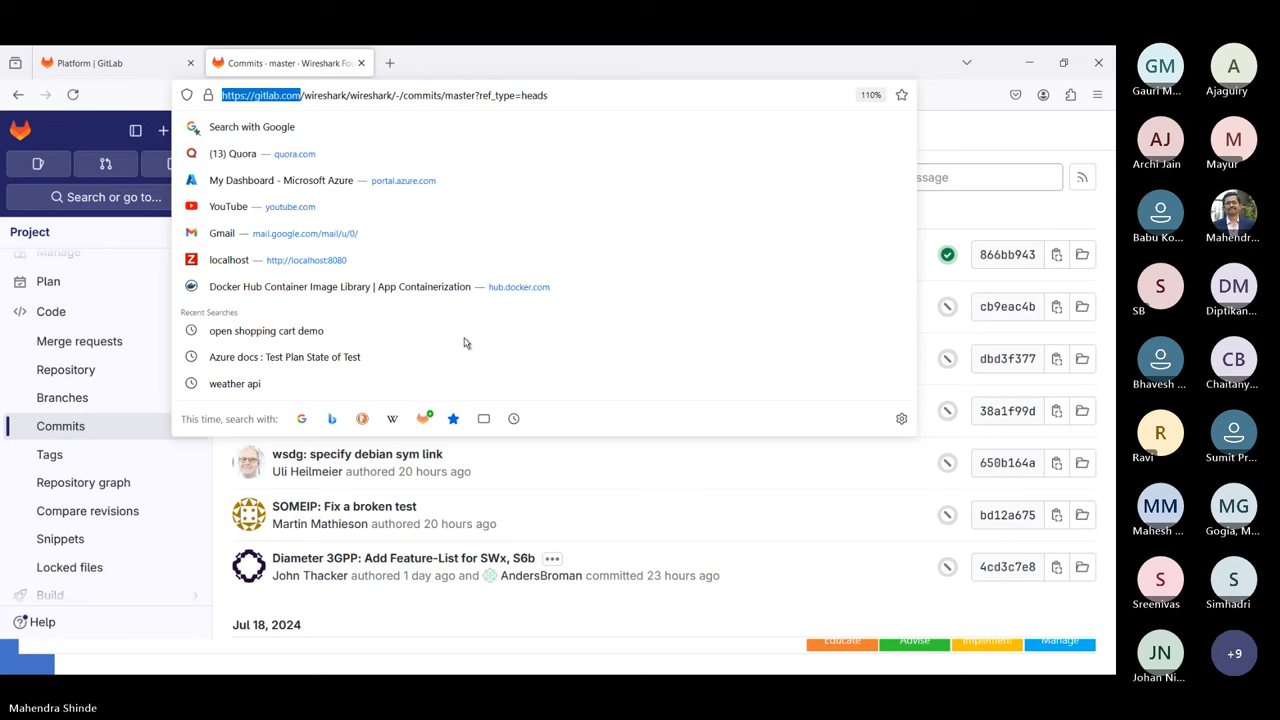 Platform | GitLab
Commits · master · Wireshark Fou
https://gitlab.com/wireshark/wireshark/-/commits/master?ref_type=heads
110%
Search with Google
(13) Quora — quora.com
My Dashboard - Microsoft Azure — portal.azure.com
YouTube — youtube.com
Gmail — mail.google.com/mail/u/0/
localhost — http://localhost:8080
Docker Hub Container Image Library | App Containerization — hub.docker.com
Recent Searches
open shopping cart demo
Azure docs : Test Plan State of Test
weather api
This time, search with:
Search or go to...
Project
Manage
Plan
Code
Merge requests
Repository
Branches
Commits
Tags
Repository graph
Compare revisions
Snippets
Locked files
Build
Help
ssage
866bb943
cb9eac4b
dbd3f377
38a1f99d
wsdg: specify debian sym link
Uli Heilmeier authored 20 hours ago
650b164a
SOMEIP: Fix a broken test
Martin Mathieson authored 20 hours ago
bd12a675
Diameter 3GPP: Add Feature-List for SWx, S6b
John Thacker authored 1 day ago and AndersBroman committed 23 hours ago
4cd3c7e8
Jul 18, 2024
Educate
Advise
Implement
Manage
GM
Gauri M...
A
Ajaguiry
AJ
Archi Jain
M
Mayur
Babu Ko...
Mahendr...
S
SB
DM
Diptikan...
Bhavesh ...
CB
Chaitany...
R
Ravi
Sumit Pr...
MM
Mahesh ...
MG
Gogia, M...
S
Sreenivas
S
Simhadri
JN
Johan Ni...
+9
Mahendra Shinde